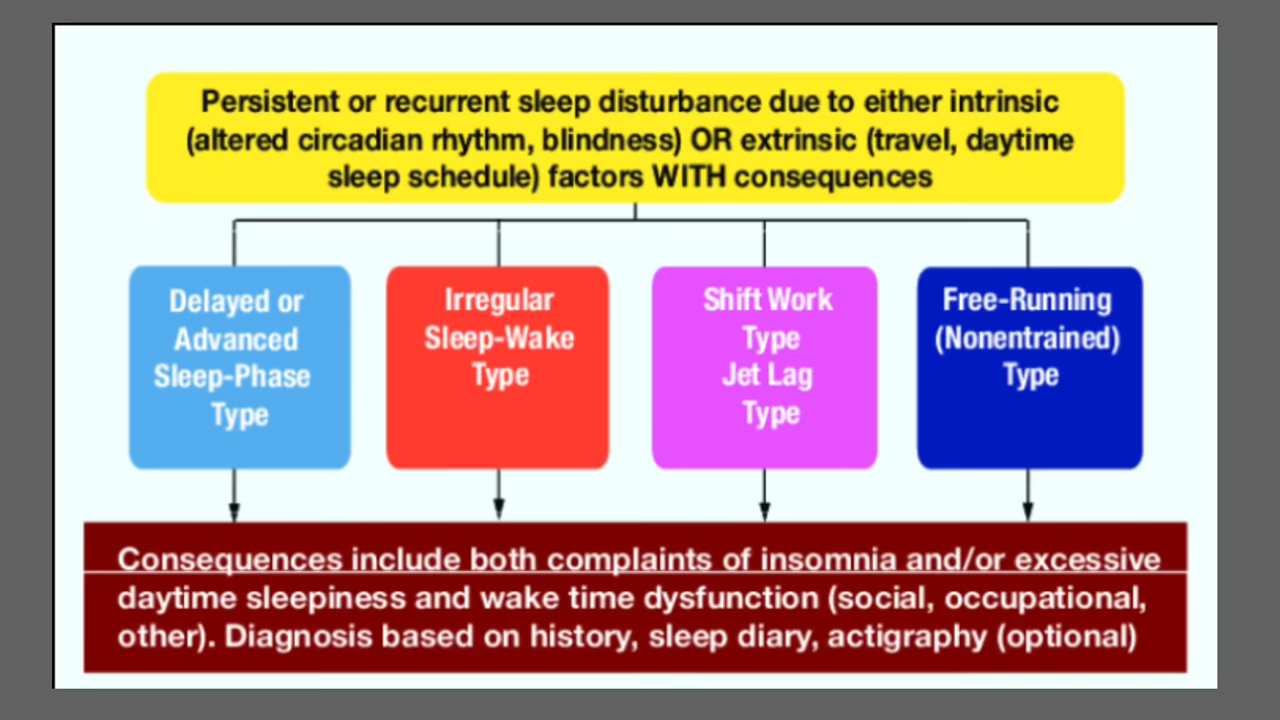 Persistent or recurrent sleep disturbance due to either intrinsic
(altered circadian rhythm, blindness) OR extrinsic (travel, daytime
sleep schedule) factors WITH consequences
Delayed or
Advanced
Sleep-Phase
Type
Irregular
Sleep-Wake
Type
Shift Work
Type
Jet Lag
Type
Free-Running
(Nonentrained)
Type
Consequences include both complaints of insomnia and/or excessive
daytime sleepiness and wake time dysfunction (social, occupational,
other). Diagnosis based on history, sleep diary, actigraphy (optional)